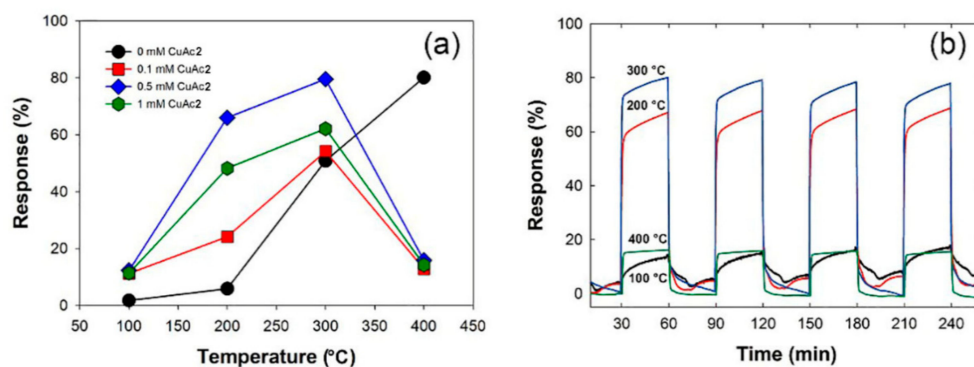 (a)
0 mM CuAc2
0.1 mM CuAc2
0.5 mM CuAc2
1 mM CuAc2
Response (%)
100
80
60
40
20
0
50 100 150 200 250 300 350 400 450
Temperature (°C)
(b)
300 °C
200 °C
400 °C
100 °C
Response (%)
100
80
60
40
20
0
30 60 90 120 150 180 210 240
Time (min)